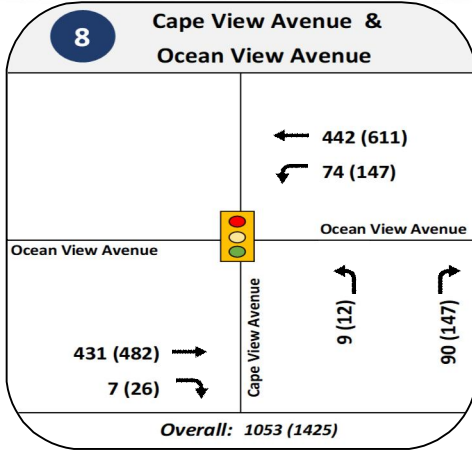 8
Cape View Avenue &
Ocean View Avenue
442 (611)
74 (147)
Ocean View Avenue
Ocean View Avenue
Cape View Avenue
9 (12)
90 (147)
431 (482)
7 (26)
Overall: 1053 (1425)